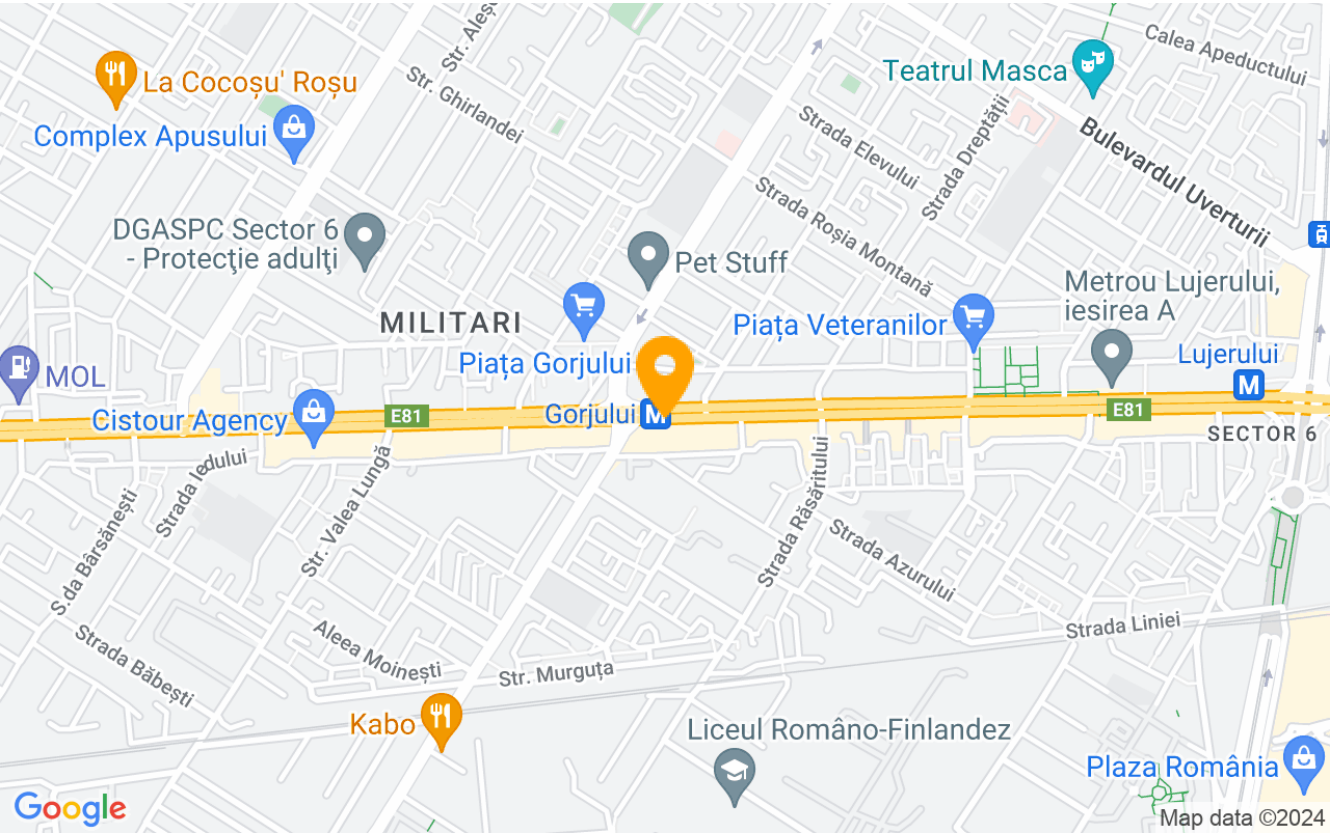 Calea Apeductului
Str. Aleș
Teatrul Masca
La Cocoșu' Roșu
Str. Ghirlandei
Complex Apusului
Strada Elevului
Strada Dreptății
Bulevardul Uverturii
Strada Roșia Montană
DGASPC Sector 6
- Protecţie adulţi
Pet Stuff
Metrou Lujerului,
iesirea A
MILITARI
Piața Veteranilor
Piața Gorjului
Lujerului
M
MOL
Cistour Agency
E81
Gorjului
M
E81
SECTOR 6
Strada Iedului
Str. Valea Lungă
Strada Răsăritului
S.da Bârsănești
Strada Azurului
Strada Liniei
Aleea Moinești
Strada Băbești
Str. Murguța
Kabo
Liceul Româno-Finlandez
Plaza România
Google
Map data ©2024